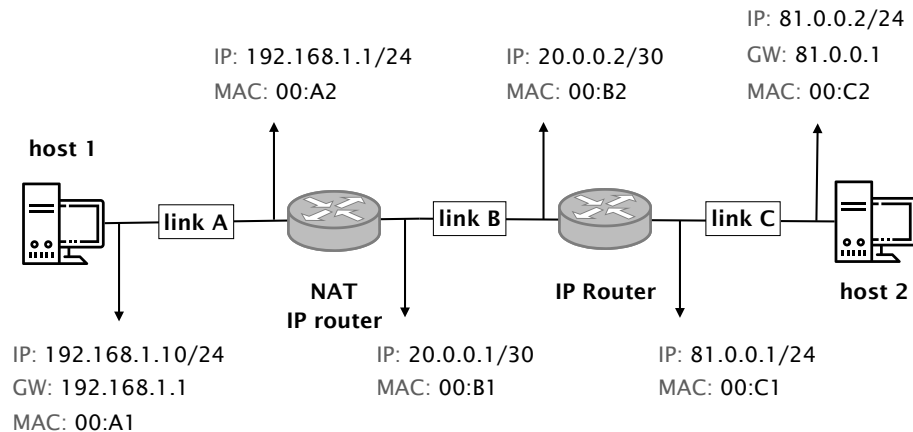 IP: 81.0.0.2/24
GW: 81.0.0.1
MAC: 00:C2
IP: 192.168.1.1/24
MAC: 00:A2
IP: 20.0.0.2/30
MAC: 00:B2
host 1
link A
link B
link C
NAT
IP router
IP Router
host 2
IP: 192.168.1.10/24
GW: 192.168.1.1
MAC: 00:A1
IP: 20.0.0.1/30
MAC: 00:B1
IP: 81.0.0.1/24
MAC: 00:C1